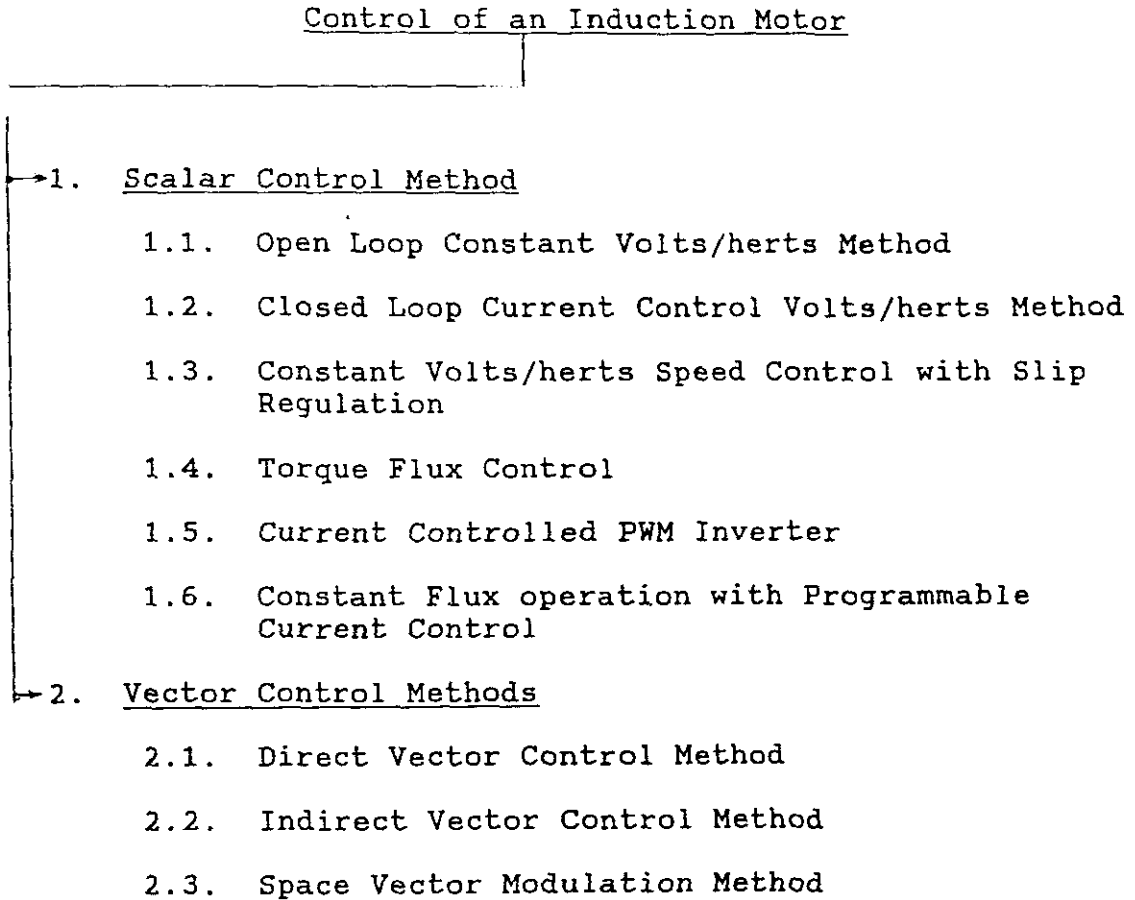 Control of an Induction Motor
1. Scalar Control Method
1.1. Open Loop Constant Volts/herts Method
1.2. Closed Loop Current Control Volts/herts Method
1.3. Constant Volts/herts Speed Control with Slip
Regulation
1.4. Torque Flux Control
1.5. Current Controlled PWM Inverter
1.6. Constant Flux operation with Programmable
Current Control
2. Vector Control Methods
2.1. Direct Vector Control Method
2.2. Indirect Vector Control Method
2.3. Space Vector Modulation Method